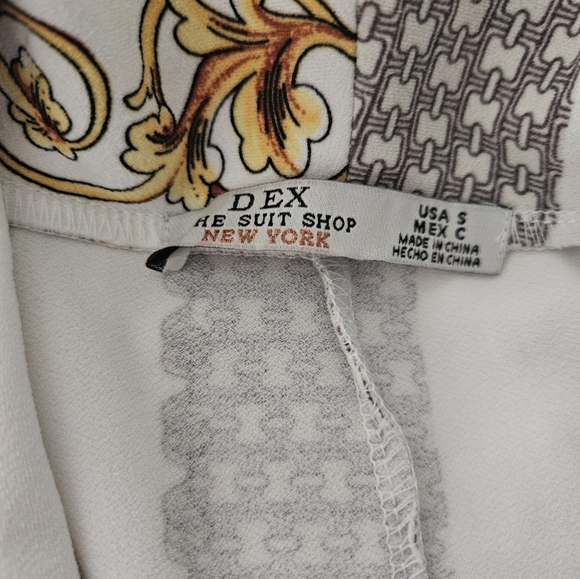 DEX
HE SUIT SHOP
NEW YORK
USA S
MEX C
MADE IN CHINA
HECHO EN CHINA